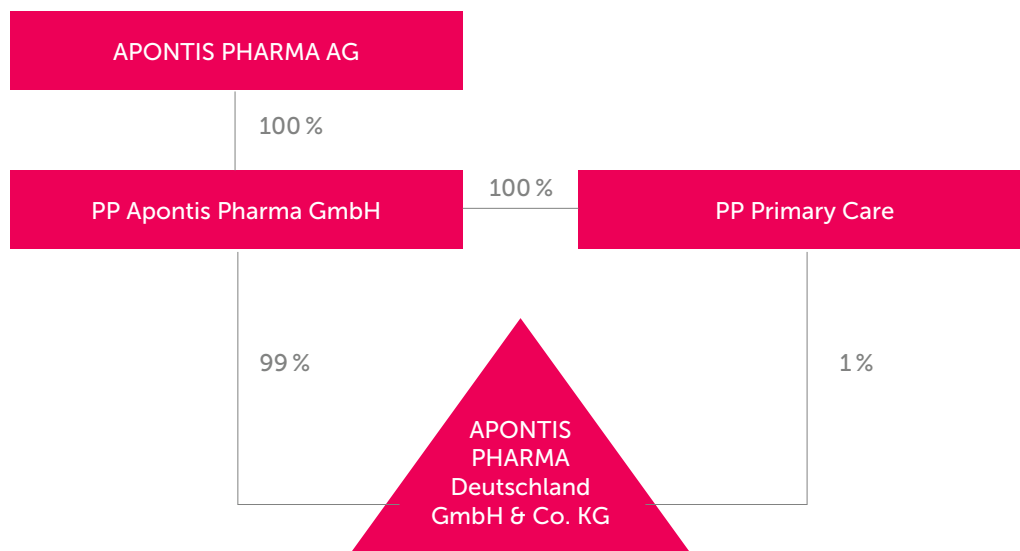 APONTIS PHARMA AG
100 %
PP Apontis Pharma GmbH
100 %
PP Primary Care
99 %
1 %
APONTIS
PHARMA
Deutschland
GmbH & Co. KG